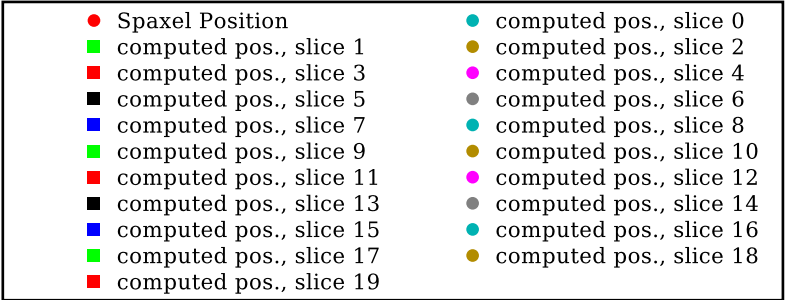 Spaxel Position
computed pos., slice 1
computed pos., slice 3
computed pos., slice 5
computed pos., slice 7
computed pos., slice 9
computed pos., slice 11
computed pos., slice 13
computed pos., slice 15
computed pos., slice 17
computed pos., slice 19
computed pos., slice 0
computed pos., slice 2
computed pos., slice 4
computed pos., slice 6
computed pos., slice 8
computed pos., slice 10
computed pos., slice 12
computed pos., slice 14
computed pos., slice 16
computed pos., slice 18